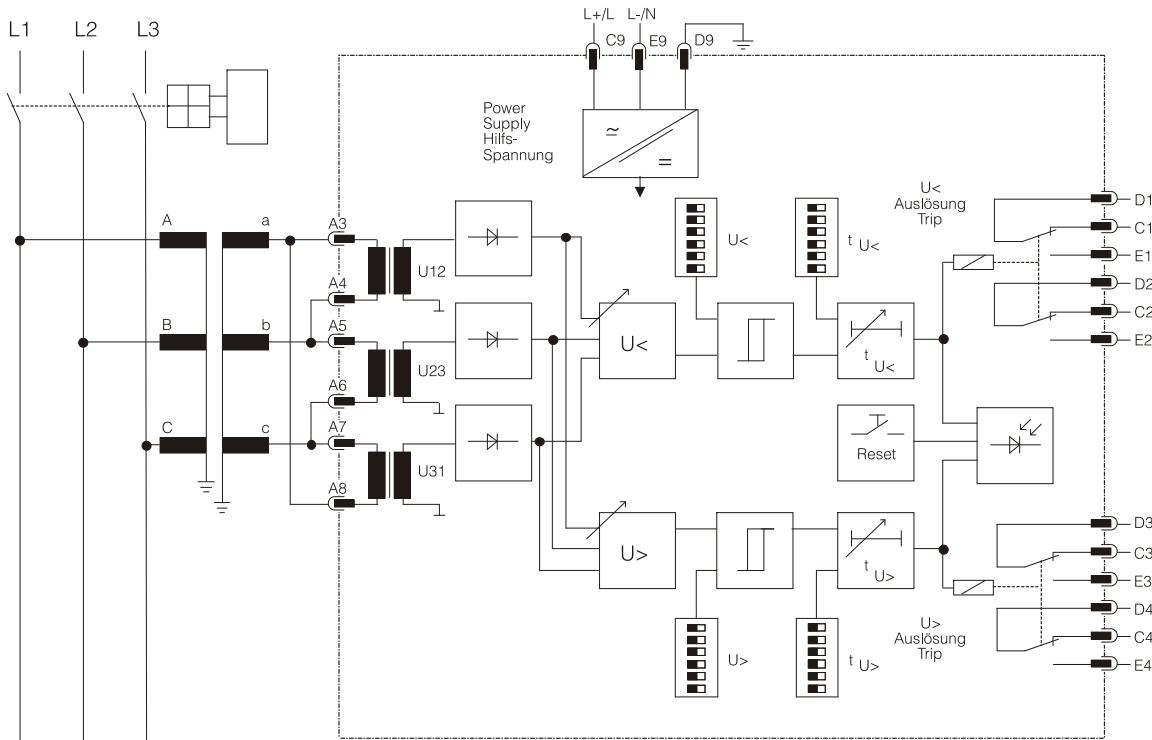 L1 L2 L3
L+/L L-/N
C9 E9 D9
Power
Supply
Hilfs-
Spannung
≃
=
A a
B b
C c
A3
A4
A5
A6
A7
A8
U12
U23
U31
U<
t U<
U<
t U<
U<
Auslösung
Trip
D1
C1
E1
D2
C2
E2
Reset
U>
t U>
U>
t U>
U>
Auslösung
Trip
D3
C3
E3
D4
C4
E4